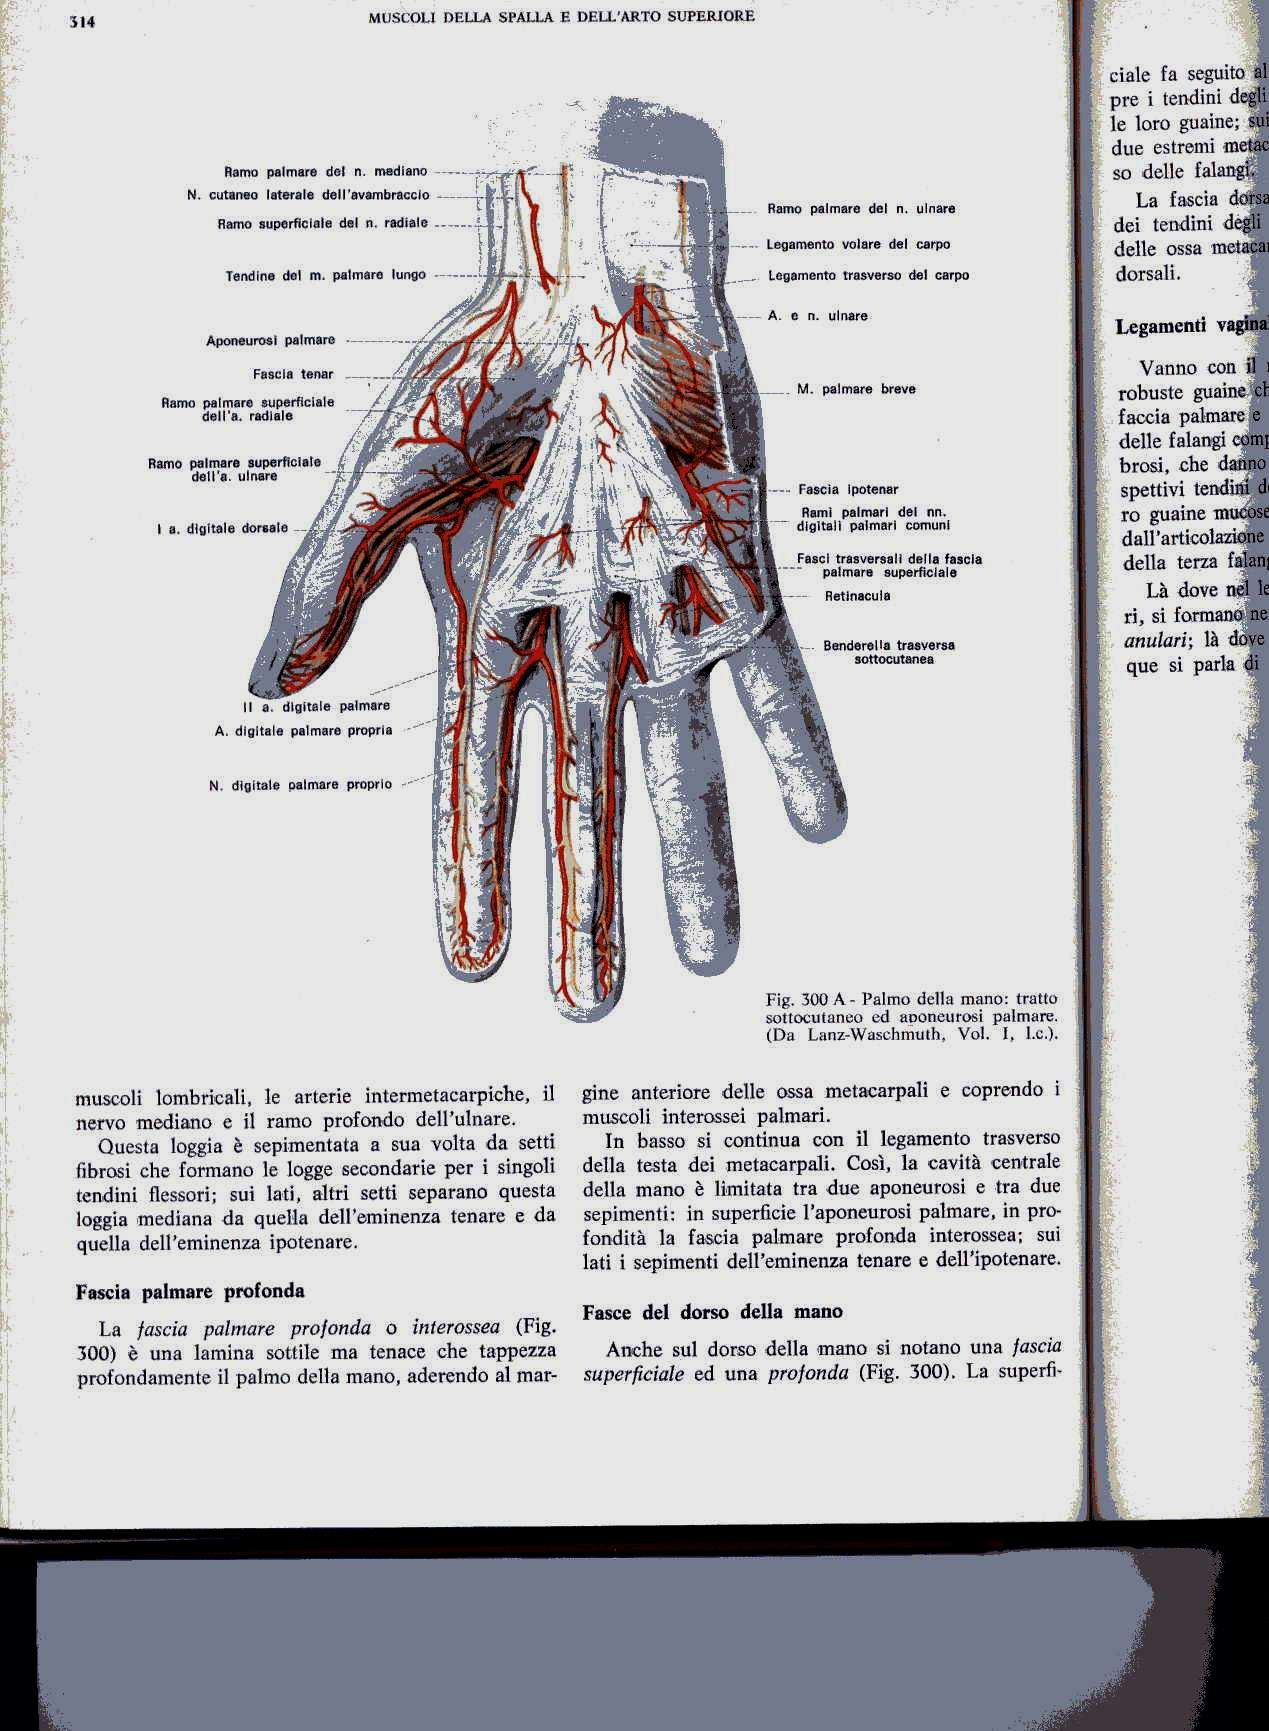 314
MUSCOLI DELLA SPALLA E DELL'ARTO SUPERIORE
Ramo palmare del n. mediano
N. cutaneo laterale dell'avambraccio
Ramo superficiale del n. radiale
Tendine del m. palmare lungo
Aponeurosi palmare
Fascia tenar
Ramo palmare superficiale
dell'a. radiale
Ramo palmare superficiale
dell'a. ulnare
I a. digitale dorsale
II a. digitale palmare
A. digitale palmare propria
N. digitale palmare proprio
Ramo palmare del n. ulnare
Legamento volare del carpo
Legamento trasverso del carpo
A. e n. ulnare
M. palmare breve
Fascia ipotenar
Rami palmari dei nn.
digitali palmari comuni
Fasci trasversali della fascia
palmare superficiale
Retinacula
Benderella trasversa
sottocutanea
Fig. 300 A - Palmo della mano: tratto
sottocutaneo ed aponeurosi palmare.
(Da Lanz-Waschmuth, Vol. I, l.c.).
muscoli lombricali, le arterie intermetacarpiche, il
nervo mediano e il ramo profondo dell'ulnare.
Questa loggia è sepimentata a sua volta da setti
fibrosi che formano le logge secondarie per i singoli
tendini flessori; sui lati, altri setti separano questa
loggia mediana da quella dell'eminenza tenare e da
quella dell'eminenza ipotenare.
Fascia palmare profonda
La fascia palmare profonda o interossea (Fig.
300) è una lamina sottile ma tenace che tappezza
profondamente il palmo della mano, aderendo al mar-
gine anteriore delle ossa metacarpali e coprendo i
muscoli interossei palmari.
In basso si continua con il legamento trasverso
della testa dei metacarpali. Così, la cavità centrale
della mano è limitata tra due aponeurosi e tra due
sepimenti: in superficie l'aponeurosi palmare, in pro-
fondità la fascia palmare profonda interossea; sui
lati i sepimenti dell'eminenza tenare e dell'ipotenare.
Fasce del dorso della mano
Anche sul dorso della mano si notano una fascia
superficiale ed una profonda (Fig. 300). La superfi-
ciale fa seguito al
pre i tendini degli
le loro guaine; sui
due estremi
so delle falangi.
La fascia
dei tendini degli
delle ossa
dorsali.
Legamenti
Vanno con il
robuste guaine
faccia palmare e
delle falangi
brosi, che danno
spettivi tendini
ro guaine mucose
dall'articolazione
della terza
Là dove nel
ri, si formano
anulari; là dove
que si parla di